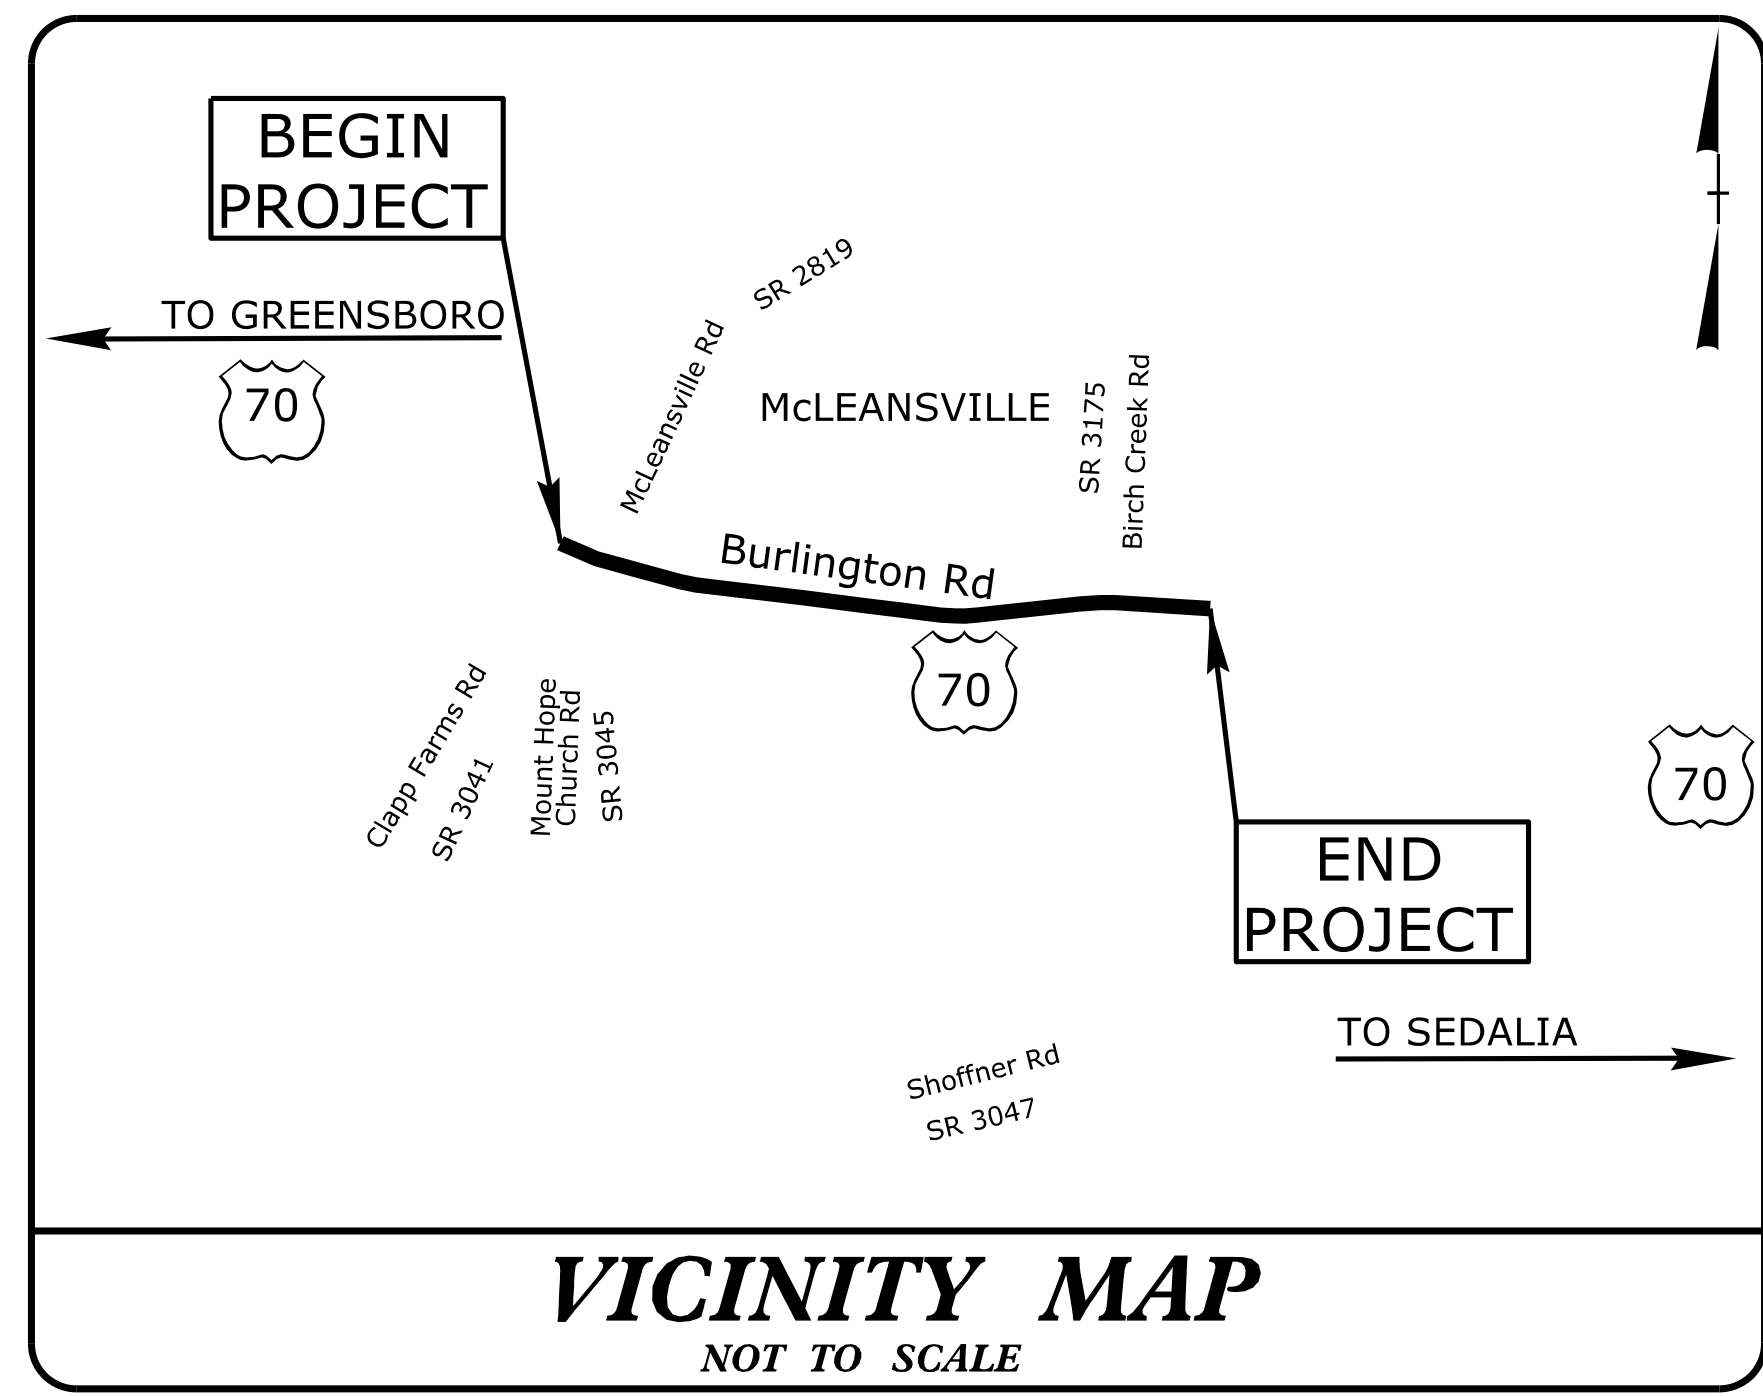 BEGIN
PROJECT
SR 2819
TO GREENSBORO
70
McLeansville Rd
McLEANSVILLE
SR 3175
Birch Creek Rd
Burlington Rd
70
Clapp Farms Rd
SR 3041
Mount Hope
Church Rd
SR 3045
70
END
PROJECT
TO SEDALIA
Shoffner Rd
SR 3047
VICINITY MAP
NOT TO SCALE